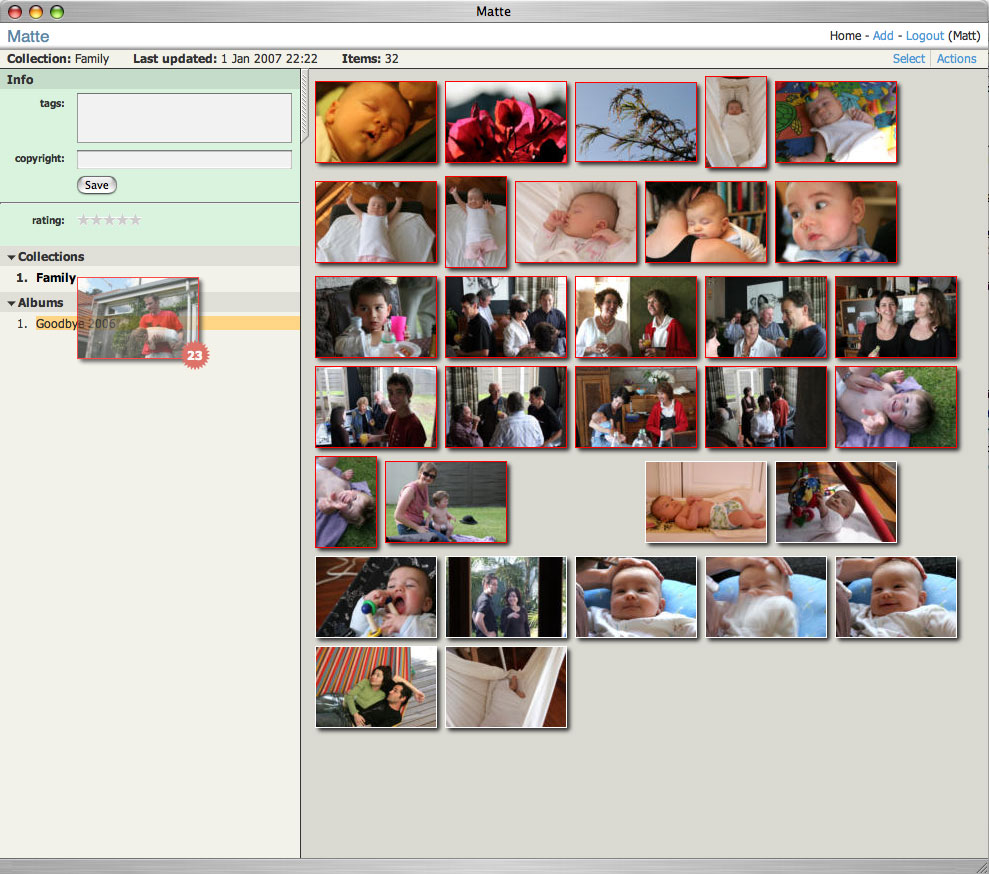 Matte
Matte
Home - Add - Logout (Matt)
Collection: Family Last updated: 1 Jan 2007 22:22 Items: 32
Select Actions
Info
tags:
copyright:
Save
rating:
Collections
1. Family
Albums
1. Goodbye 2006
23